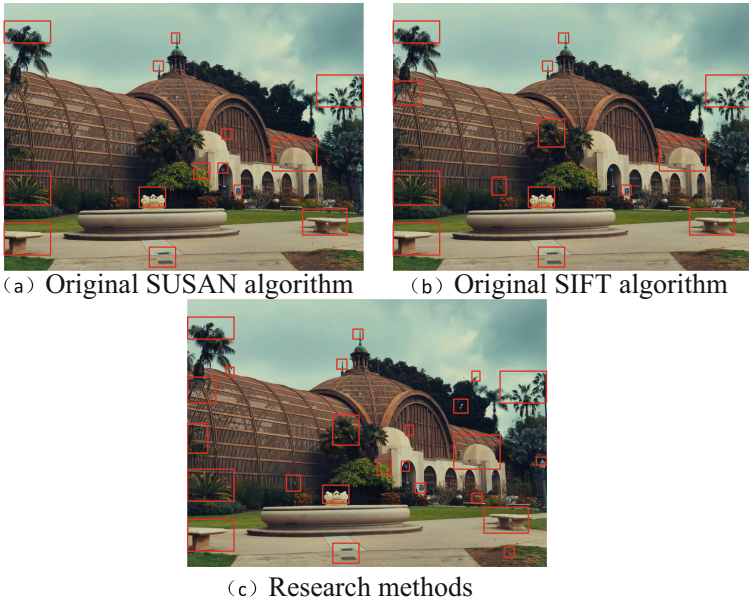 （a）Original SUSAN algorithm
（b）Original SIFT algorithm
（c）Research methods